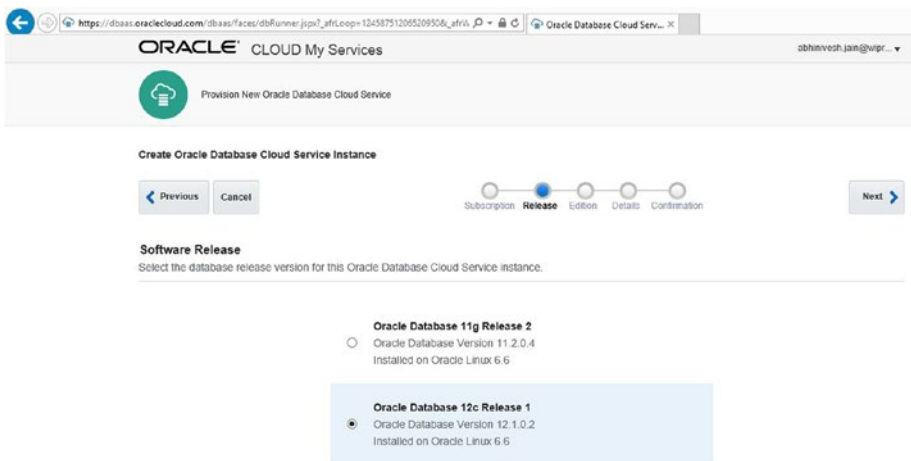 https://dbaas.oraclecloud.com/dbaas/faces/dbRunner.jspx?_afrLoop=12458751205520950&_afrW
Oracle Database Cloud Serv...
ORACLE CLOUD My Services
abhinivesh.jain@wipr...
Provision New Oracle Database Cloud Service
Create Oracle Database Cloud Service Instance
Previous Cancel
Subscription Release Edition Details Confirmation
Next
Software Release
Select the database release version for this Oracle Database Cloud Service instance.
Oracle Database 11g Release 2
Oracle Database Version 11.2.0.4
Installed on Oracle Linux 6.6
Oracle Database 12c Release 1
Oracle Database Version 12.1.0.2
Installed on Oracle Linux 6.6